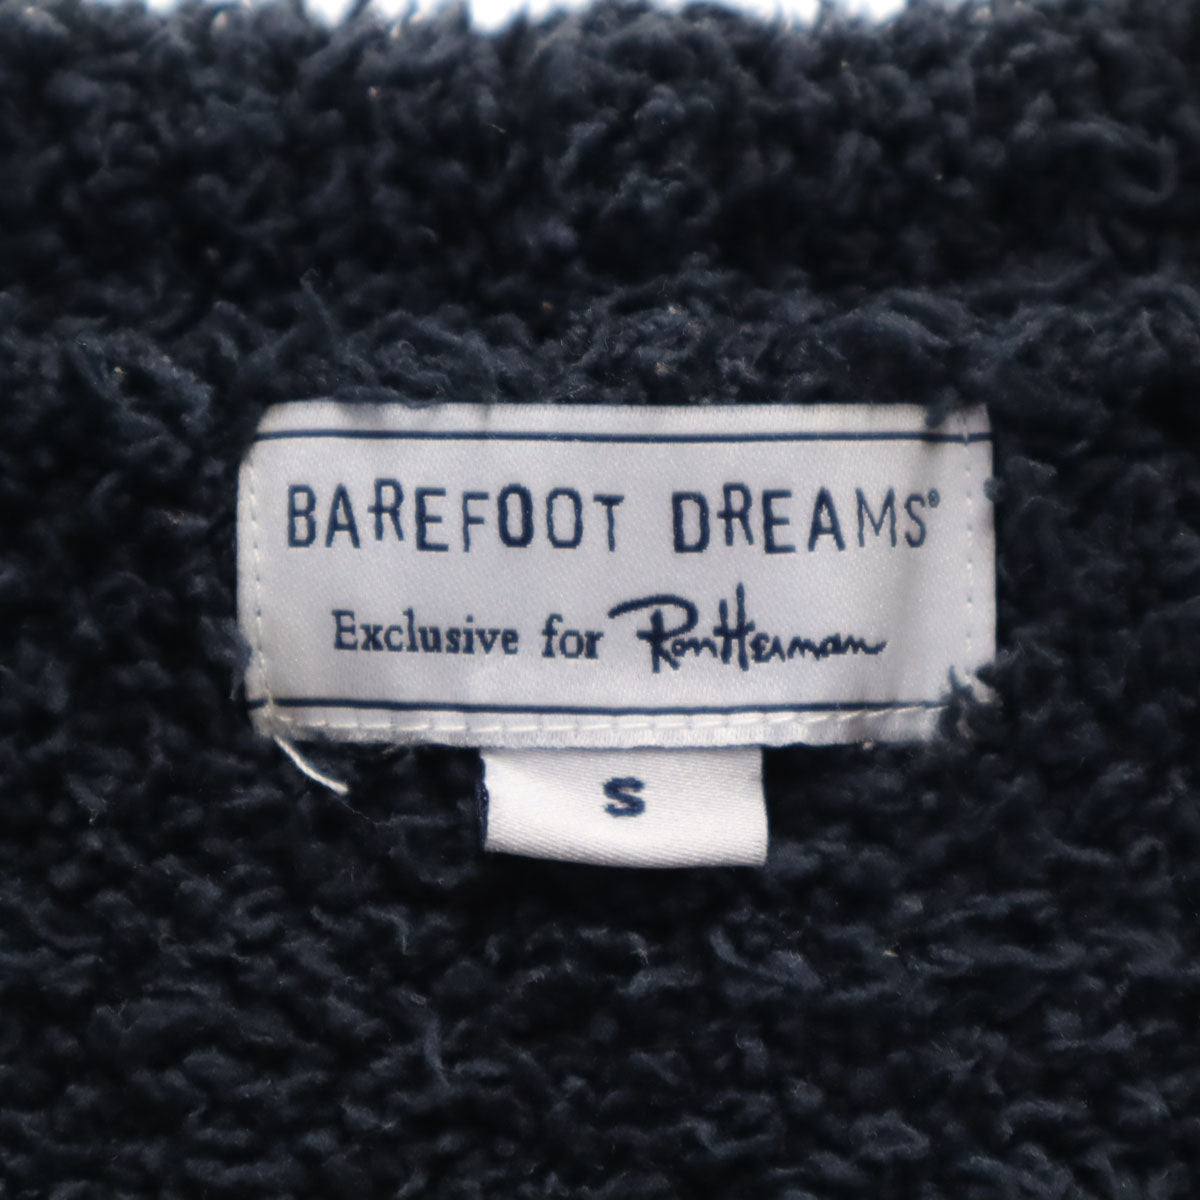 BAREFOOT DREAMS®
Exclusive for Ron Herman
S